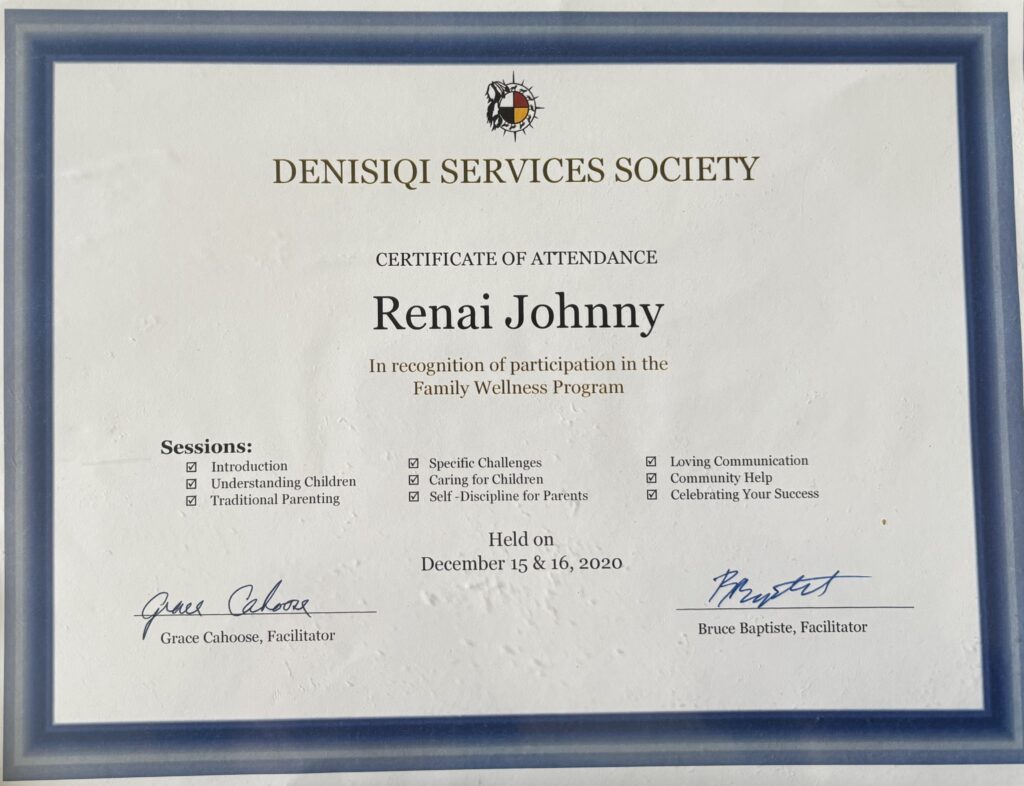 DENISIQI SERVICES SOCIETY
CERTIFICATE OF ATTENDANCE
Renai Johnny
In recognition of participation in the
Family Wellness Program
Sessions:
☑ Introduction
☑ Understanding Children
☑ Traditional Parenting
☑ Specific Challenges
☑ Caring for Children
☑ Self -Discipline for Parents
☑ Loving Communication
☑ Community Help
☑ Celebrating Your Success
Held on
December 15 & 16, 2020
Grace Cahoose
Grace Cahoose, Facilitator
BBaptist
Bruce Baptiste, Facilitator